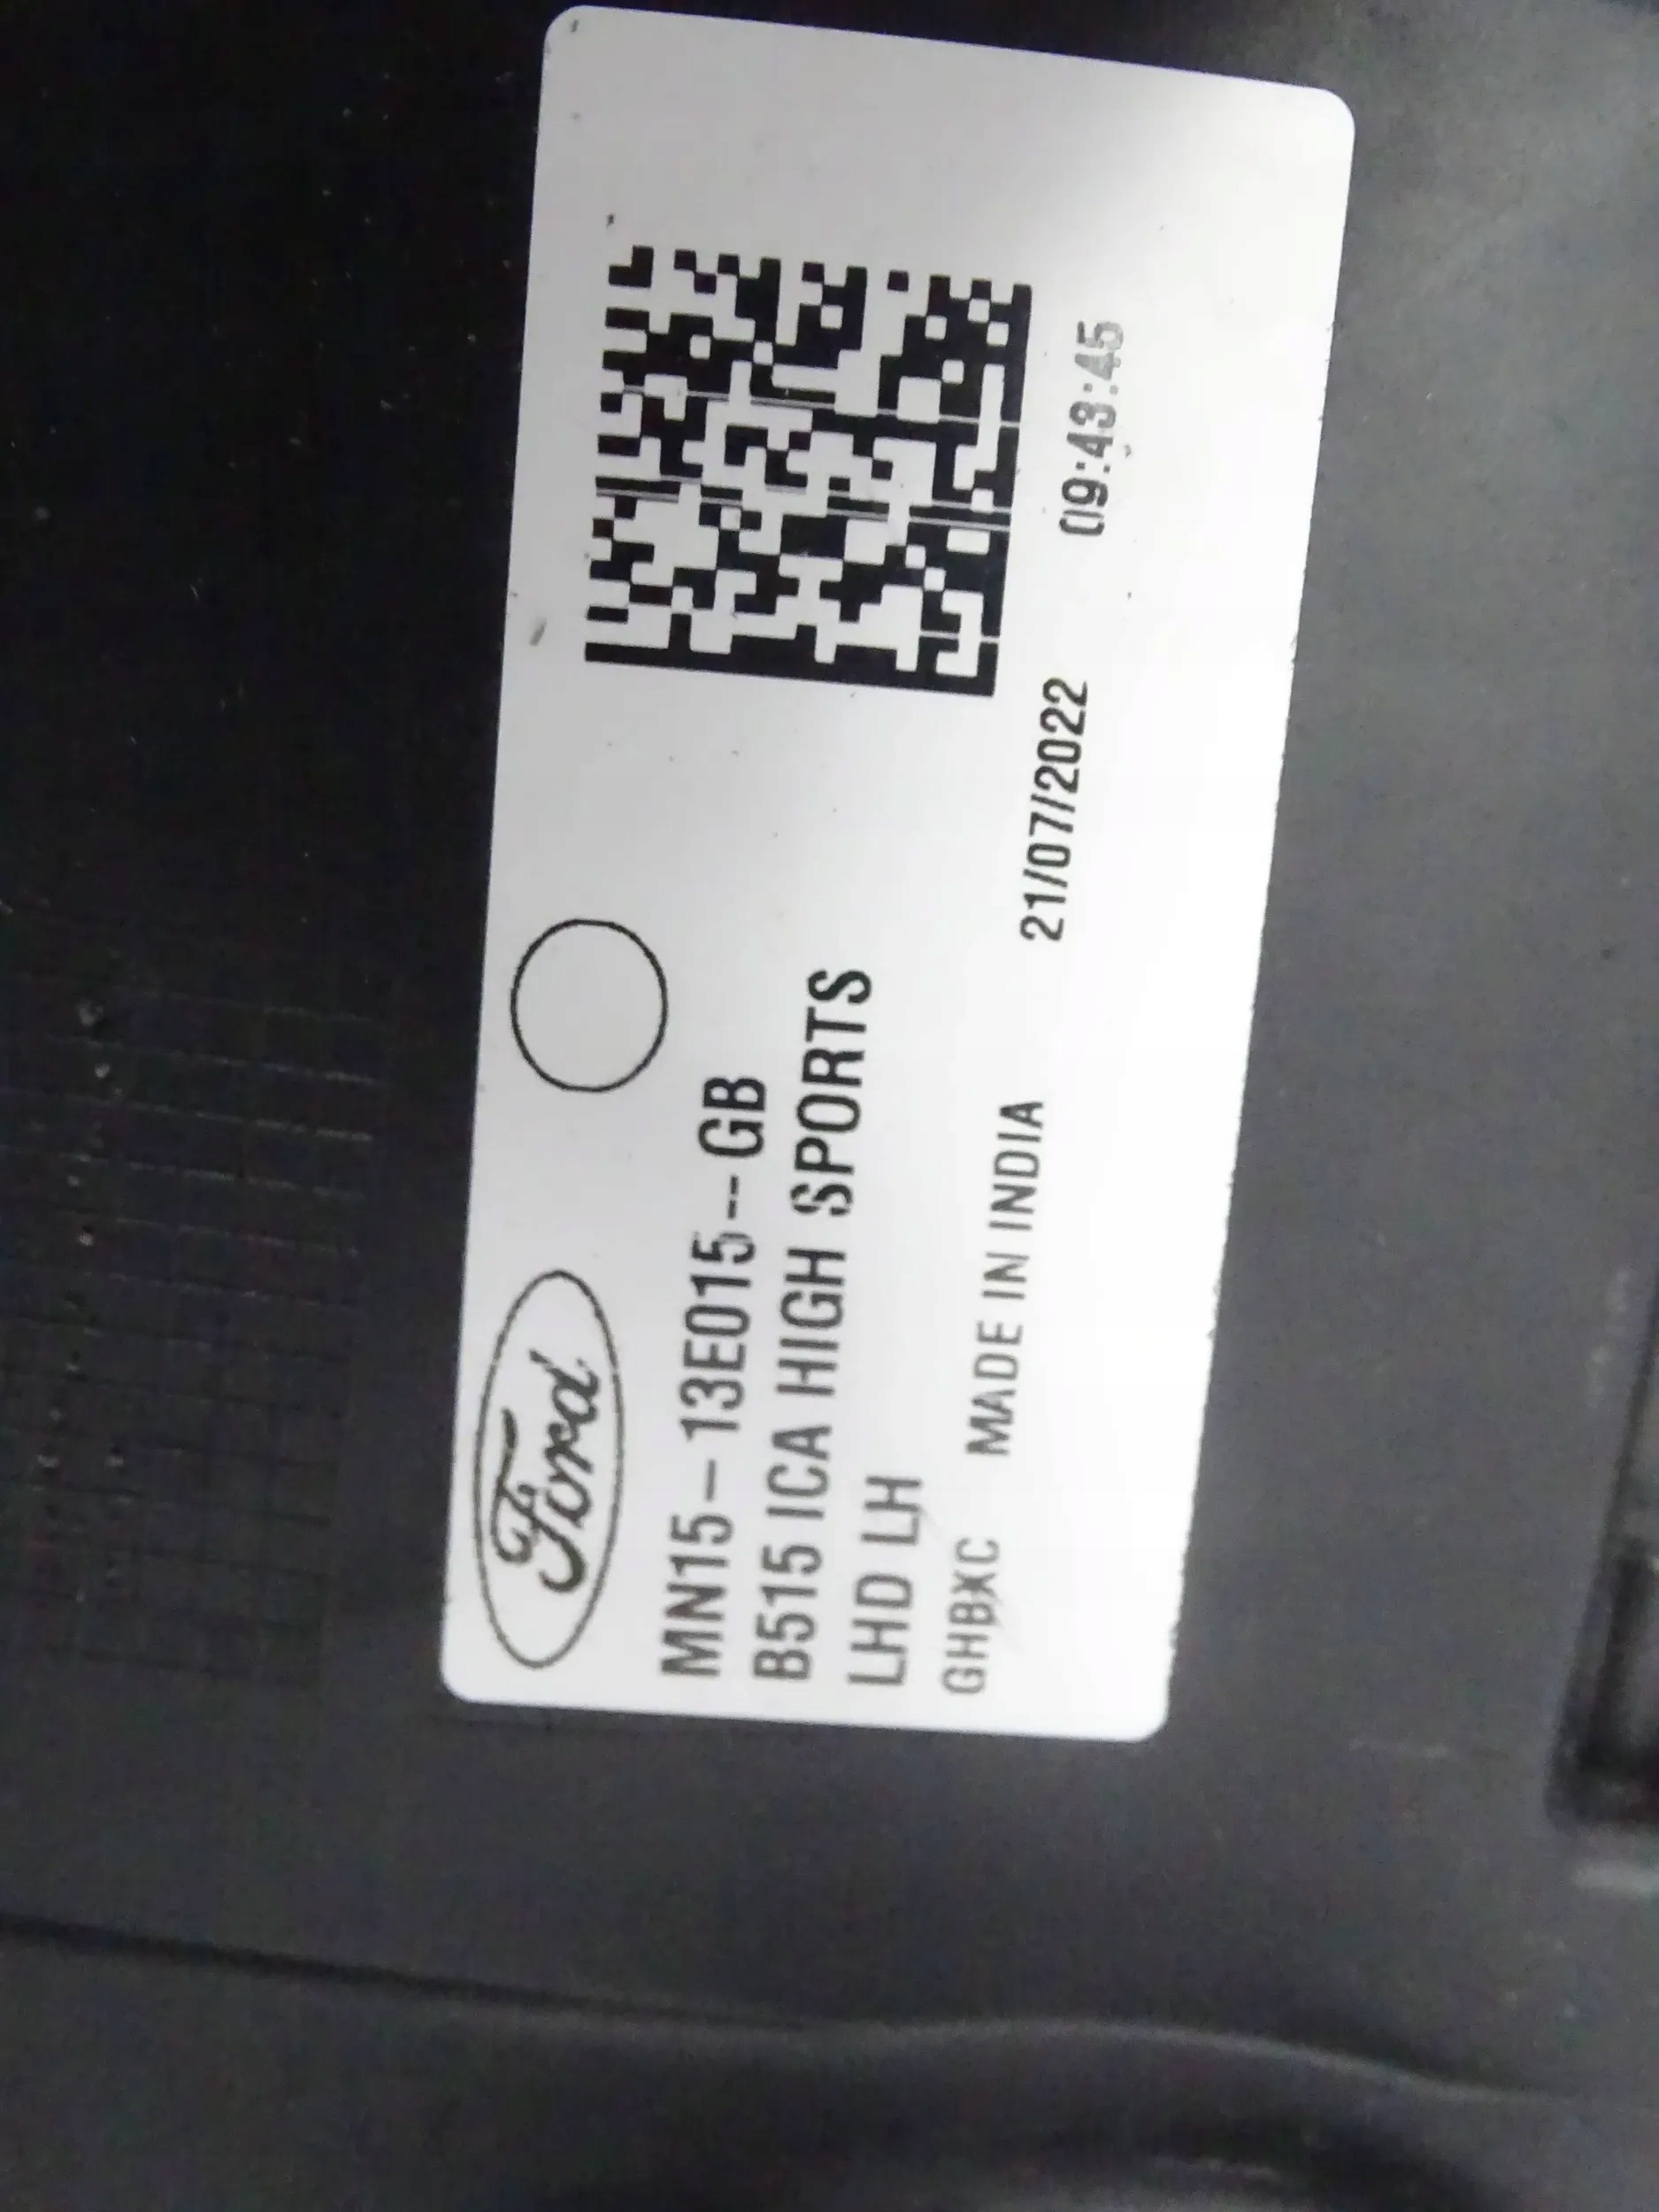 Ford
MN15-13E015--GB
B515 ICA HIGH SPORTS
LHD LH
GHBXC MADE IN INDIA 21/07/2022 09:43:45